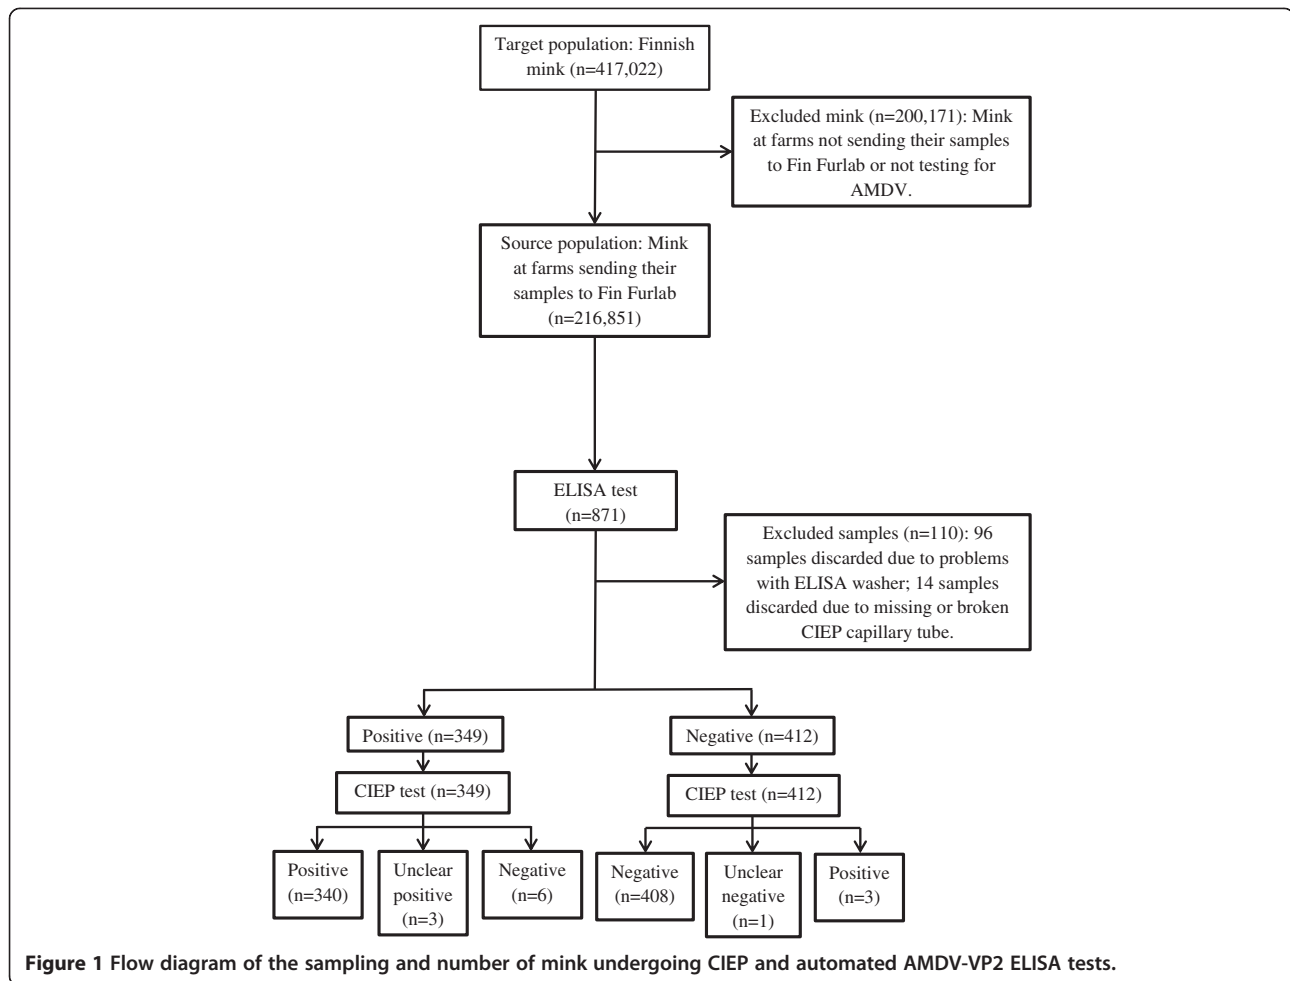 Target population: Finnish
mink (n=417,022)
Excluded mink (n=200,171): Mink
at farms not sending their samples
to Fin Furlab or not testing for
AMDV.
Source population: Mink
at farms sending their
samples to Fin Furlab
(n=216,851)
ELISA test
(n=871)
Excluded samples (n=110): 96
samples discarded due to problems
with ELISA washer; 14 samples
discarded due to missing or broken
CIEP capillary tube.
Positive (n=349)
Negative (n=412)
CIEP test (n=349)
CIEP test (n=412)
Positive
(n=340)
Unclear
positive
(n=3)
Negative
(n=6)
Negative
(n=408)
Unclear
negative
(n=1)
Positive
(n=3)
Figure 1 Flow diagram of the sampling and number of mink undergoing CIEP and automated AMDV-VP2 ELISA tests.